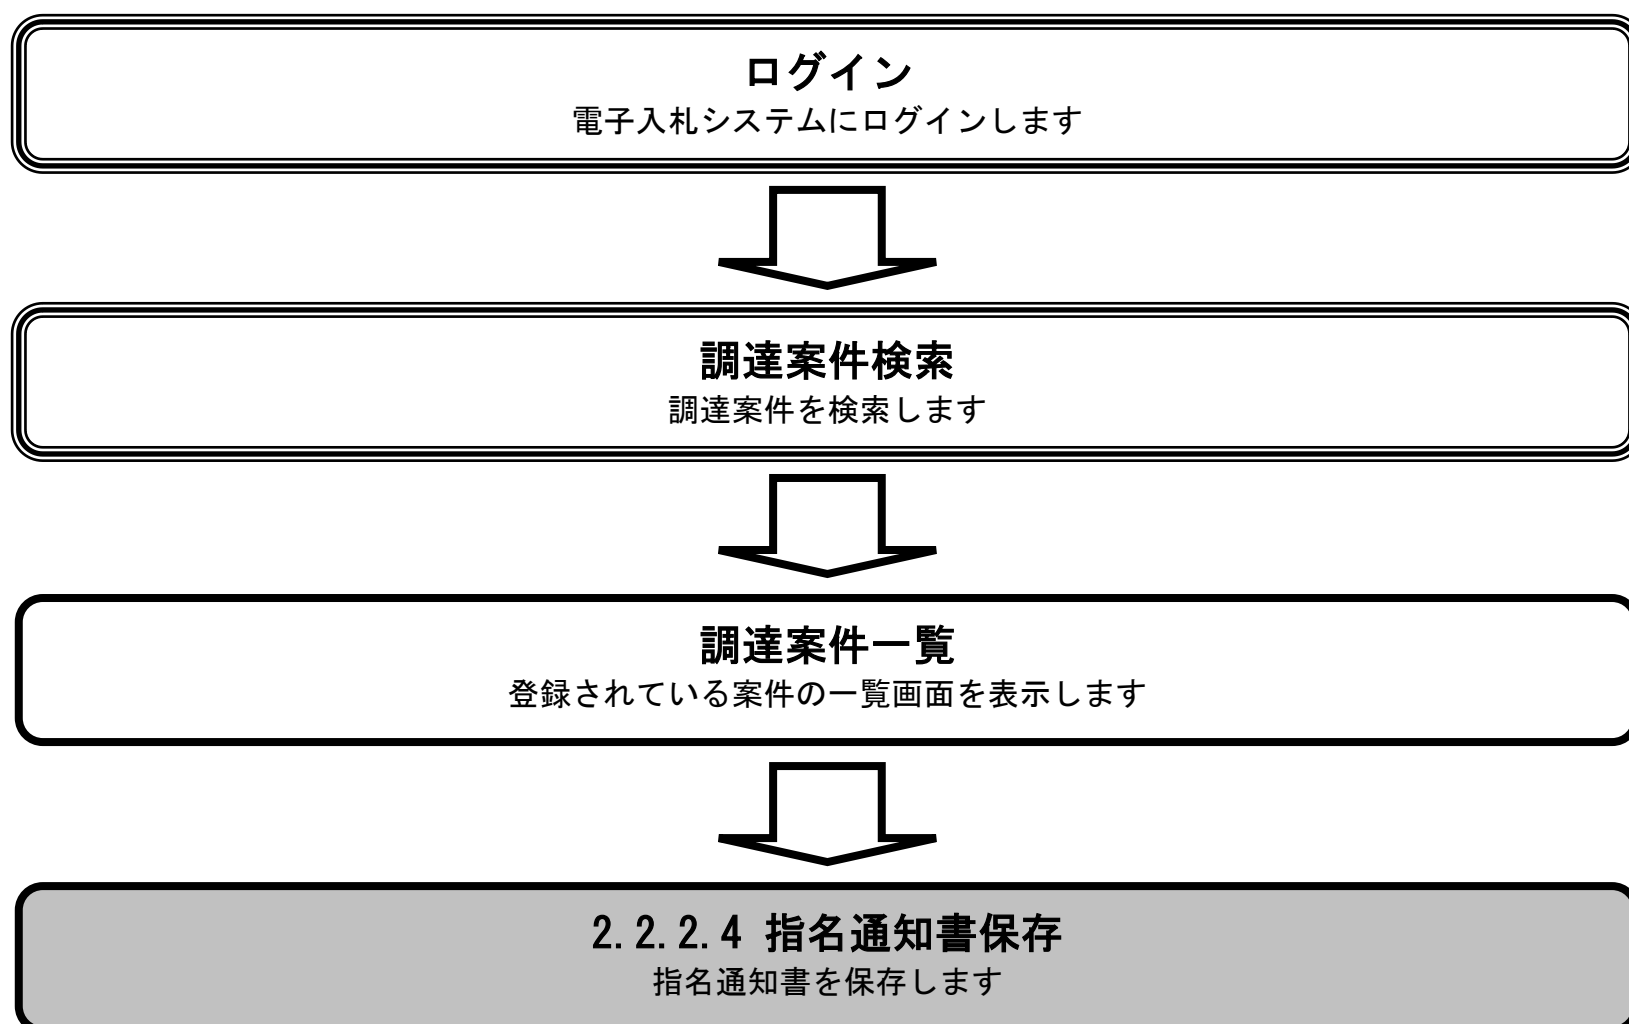 ログイン
電子入札システムにログインします
調達案件検索
調達案件を検索します
調達案件一覧
登録されている案件の一覧画面を表示します
2.2.2.4 指名通知書保存
指名通知書を保存します